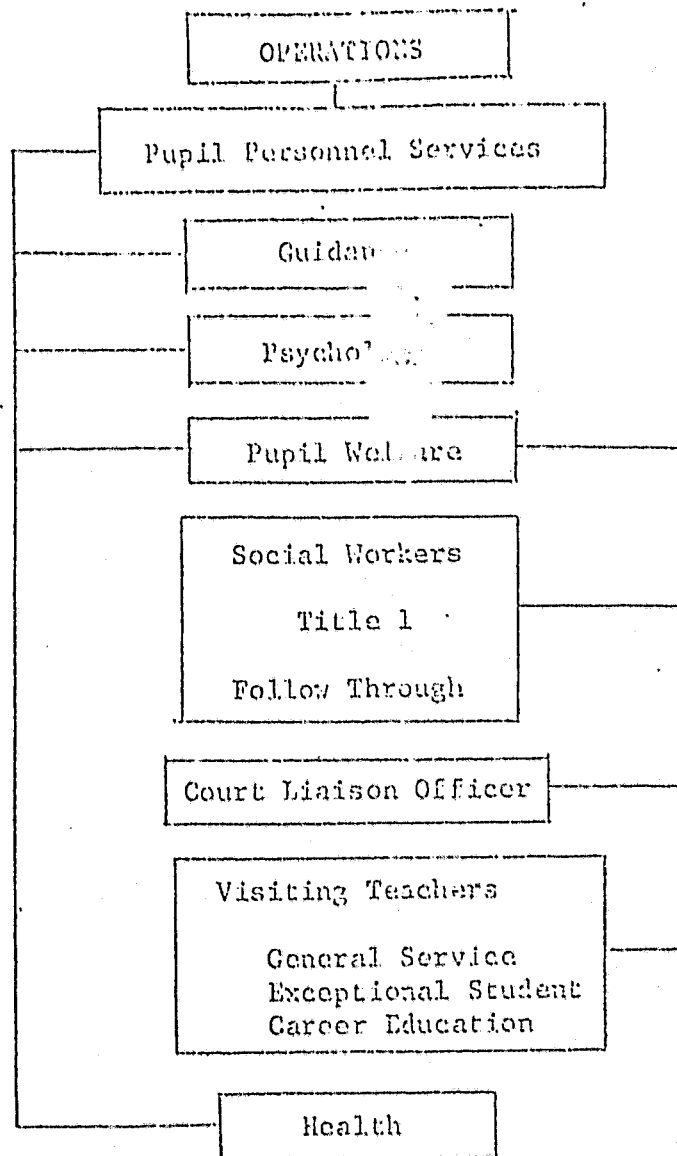 OPERATIONS
Pupil Personnel Services
Pupil Welfare
Social Workers
Title 1
Follow Through
Court Liaison Officer
Visiting Teachers
General Service
Exceptional Student
Career Education
Health